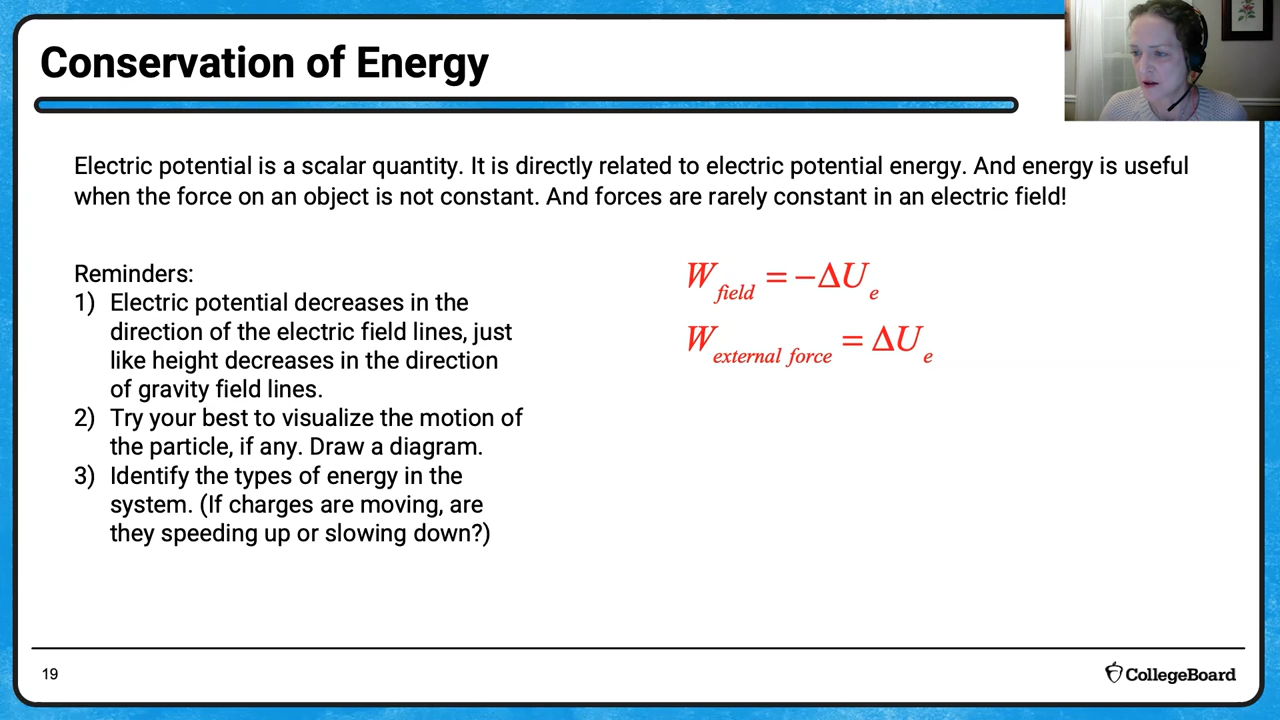 Conservation of Energy
Electric potential is a scalar quantity. It is directly related to electric potential energy. And energy is useful
when the force on an object is not constant. And forces are rarely constant in an electric field!
Reminders:
1) Electric potential decreases in the
direction of the electric field lines, just
like height decreases in the direction
of gravity field lines.
2) Try your best to visualize the motion of
the particle, if any. Draw a diagram.
3) Identify the types of energy in the
system. (If charges are moving, are
they speeding up or slowing down?)
W_field = −ΔU_e
W_external force = ΔU_e
19
CollegeBoard